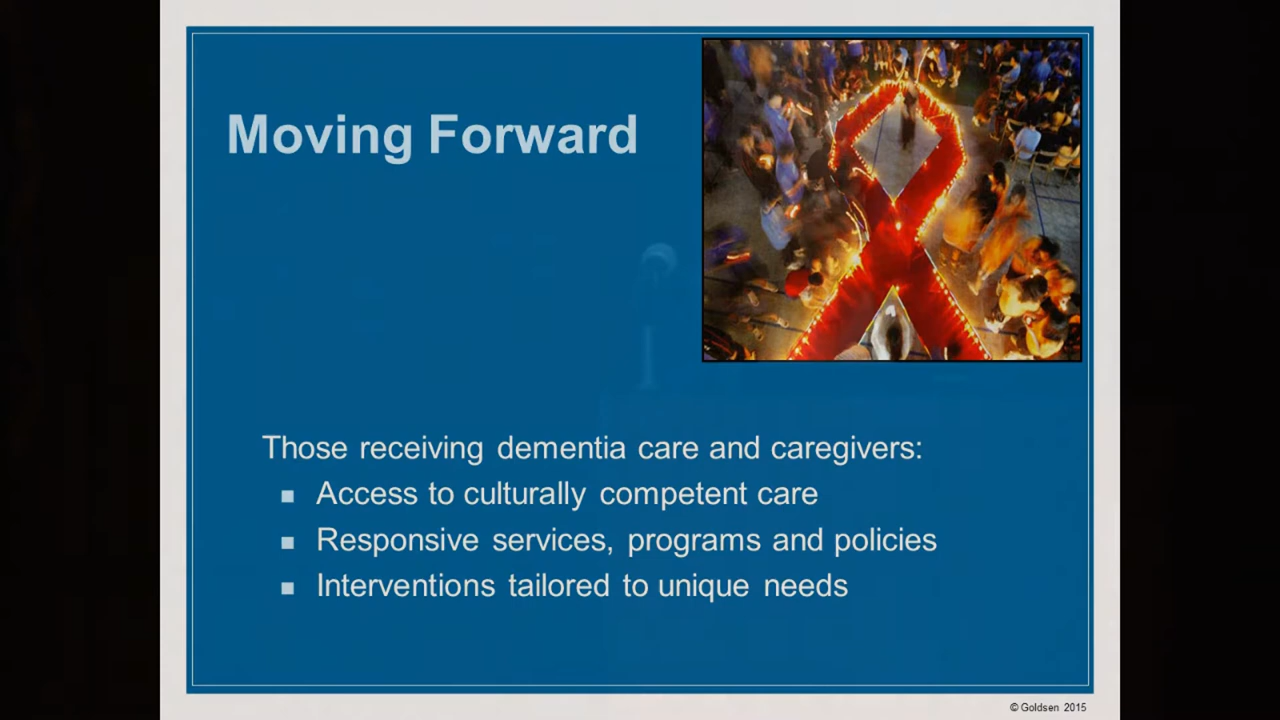 Moving Forward
Those receiving dementia care and caregivers:
Access to culturally competent care
Responsive services, programs and policies
Interventions tailored to unique needs
© Goldsen 2015